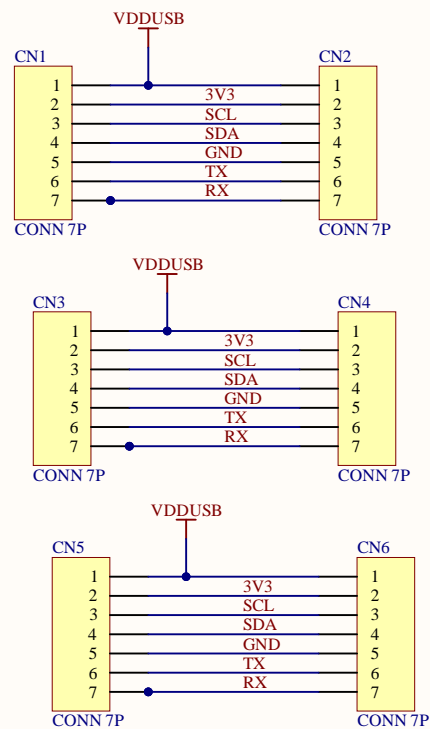 VDDUSB
CN1 CN2
1 1
2 3V3 2
3 SCL 3
4 SDA 4
5 GND 5
6 TX 6
7 RX 7
CONN 7P CONN 7P
VDDUSB
CN3 CN4
1 1
2 3V3 2
3 SCL 3
4 SDA 4
5 GND 5
6 TX 6
7 RX 7
CONN 7P CONN 7P
VDDUSB
CN5 CN6
1 1
2 3V3 2
3 SCL 3
4 SDA 4
5 GND 5
6 TX 6
7 RX 7
CONN 7P CONN 7P